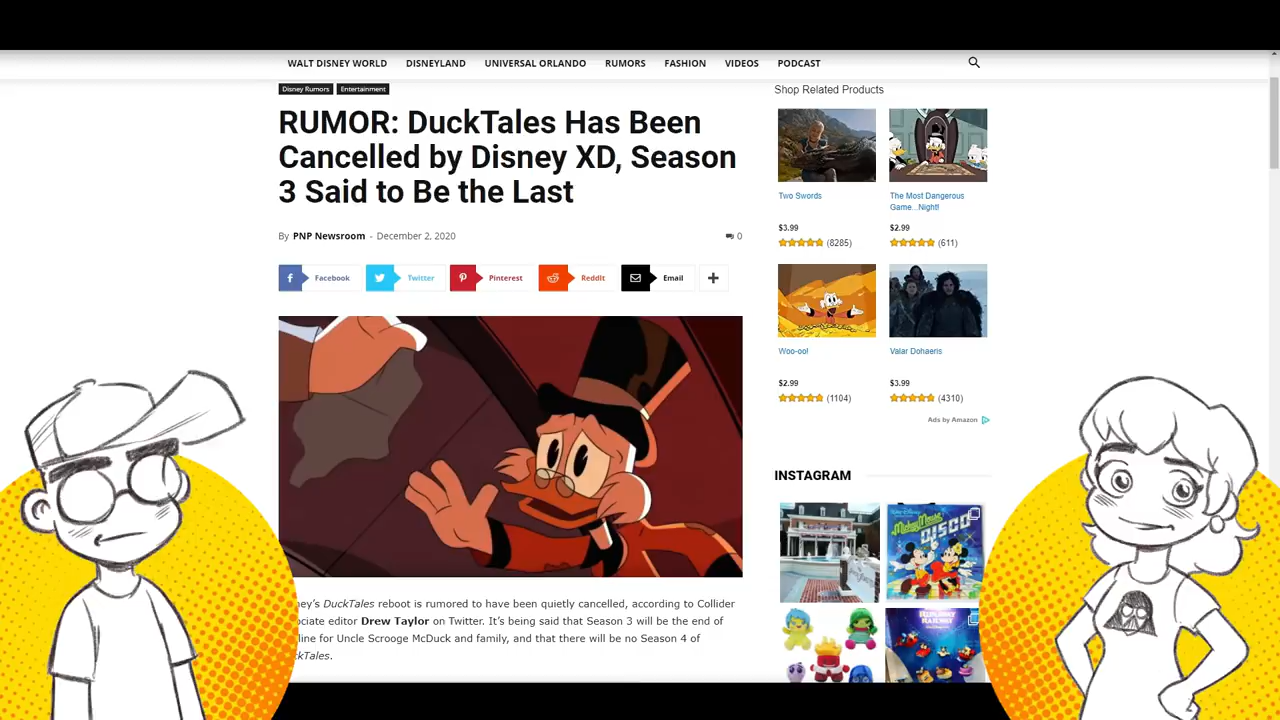 WALT DISNEY WORLD DISNEYLAND UNIVERSAL ORLANDO RUMORS FASHION VIDEOS PODCAST
Disney Rumors Entertainment
RUMOR: DuckTales Has Been
Cancelled by Disney XD, Season
3 Said to Be the Last
By PNP Newsroom - December 2, 2020
0
Facebook Twitter Pinterest ReddIt Email
ney's DuckTales reboot is rumored to have been quietly cancelled, according to Collider
ociate editor Drew Taylor on Twitter. It's being said that Season 3 will be the end of
line for Uncle Scrooge McDuck and family, and that there will be no Season 4 of
ckTales.
Shop Related Products
Two Swords
$3.99
(8285)
The Most Dangerous
Game...Night!
$2.99
(611)
Woo-oo!
$2.99
(1104)
Valar Dohaeris
$3.99
(4310)
Ads by Amazon
INSTAGRAM
Mickey Mouse
DISCO
RUNAWAY
RAILWAY